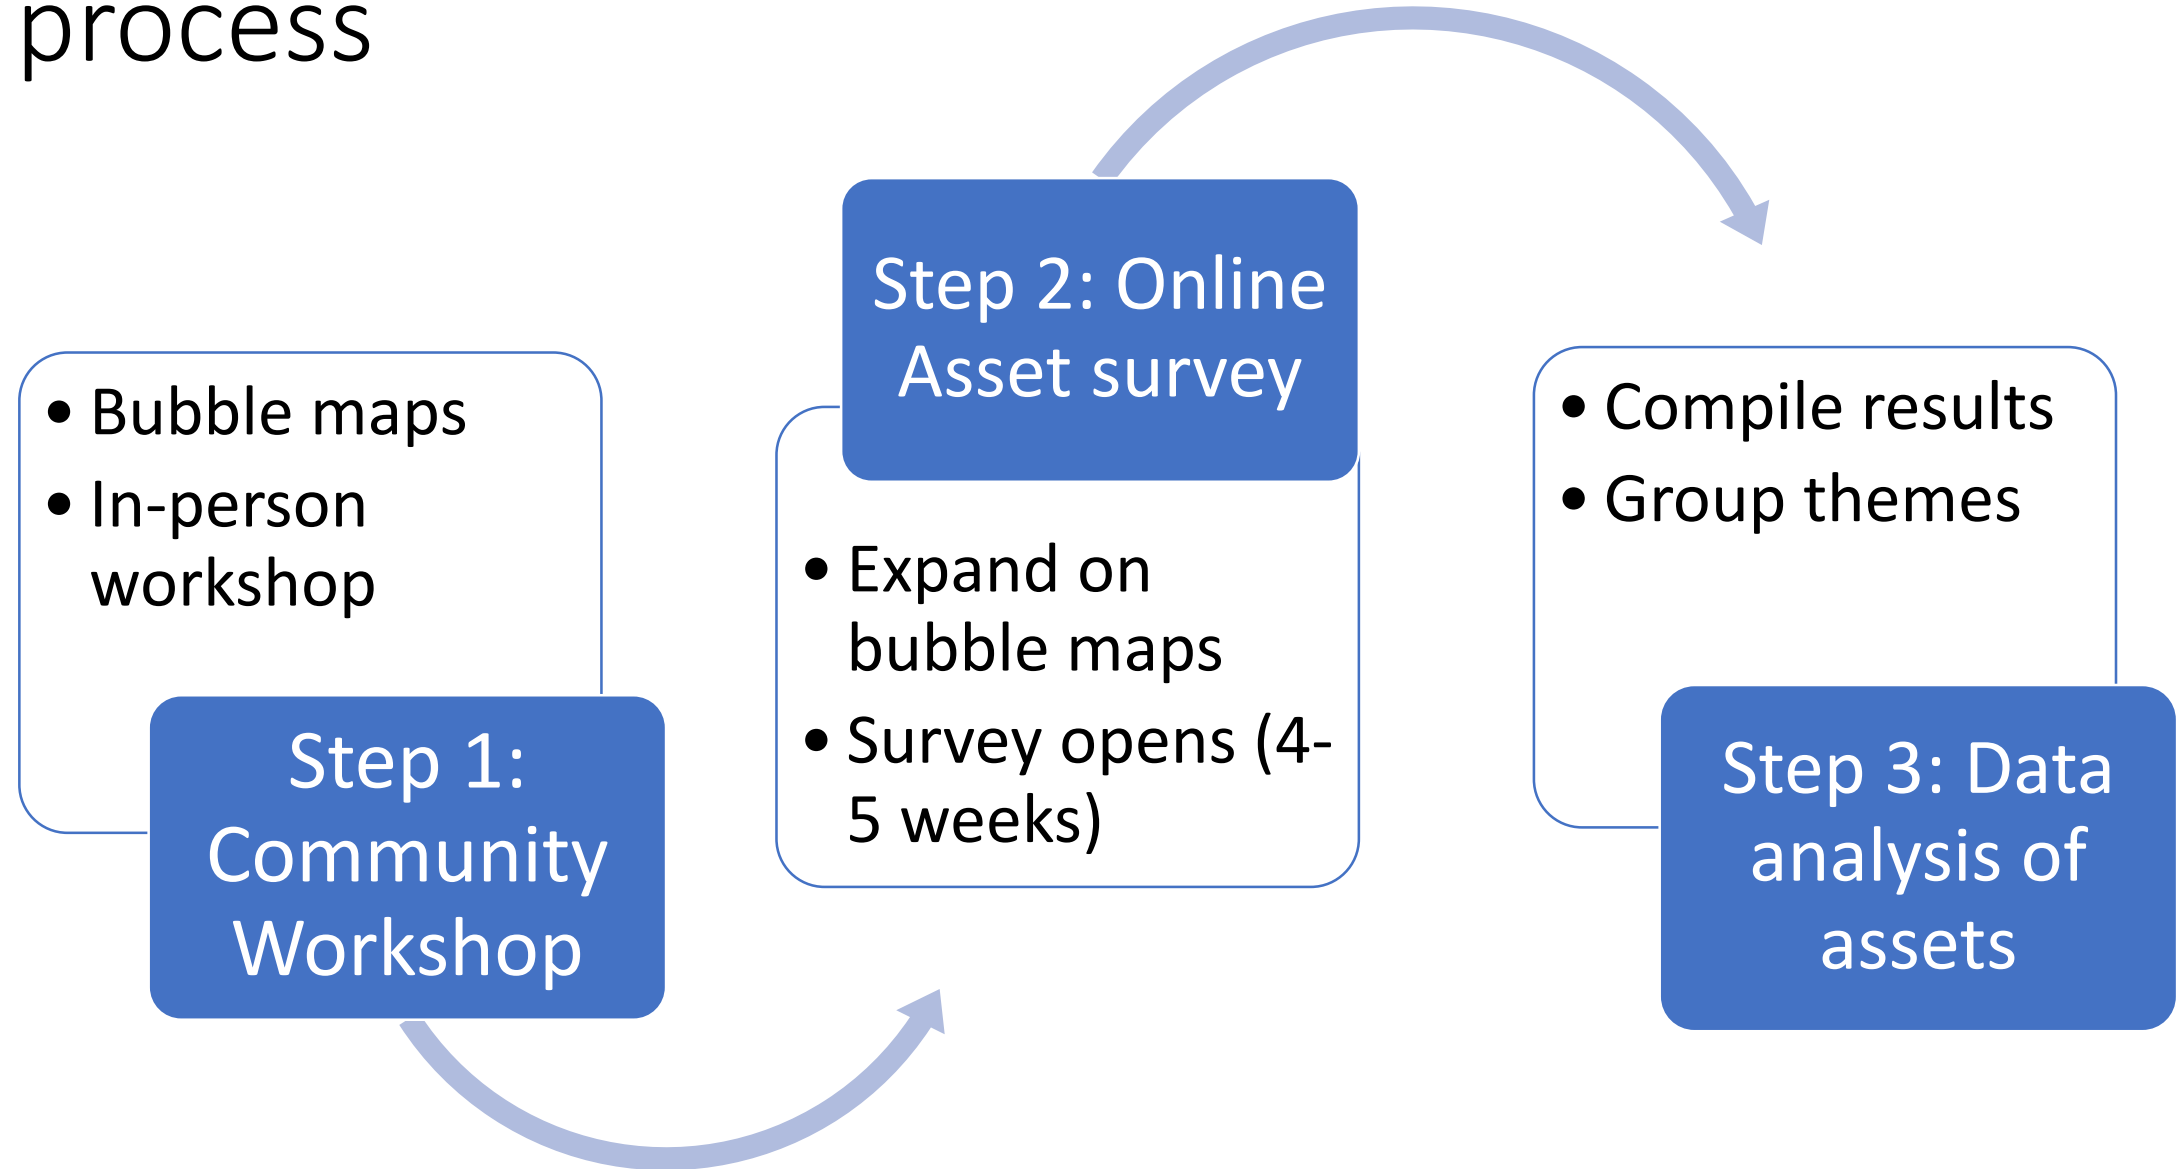 process
• Bubble maps
• In-person
workshop
Step 1:
Community
Workshop
Step 2: Online
Asset survey
• Expand on
bubble maps
• Survey opens (4-
5 weeks)
• Compile results
• Group themes
Step 3: Data
analysis of
assets